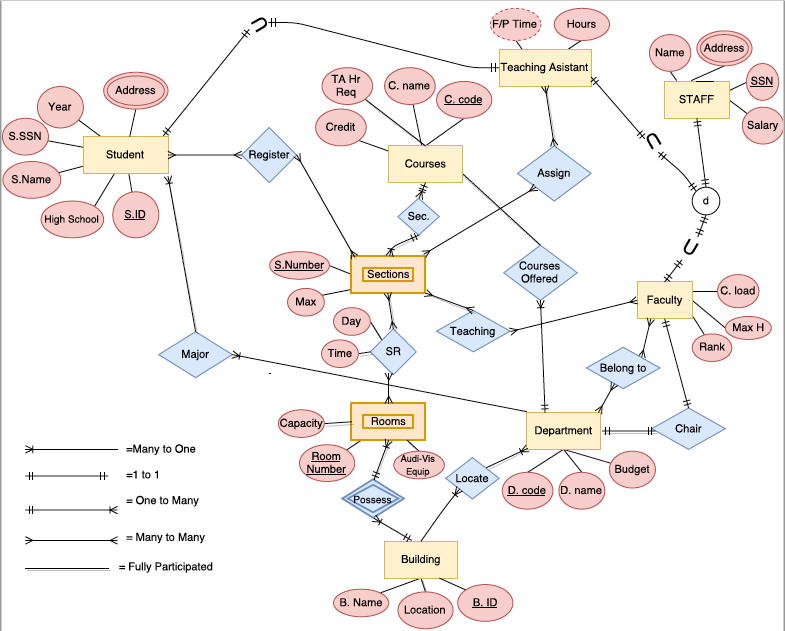 F/P Time
Hours
Teaching Asistant
Name
Address
SSN
STAFF
Salary
d
Address
Year
S.SSN
Student
S.Name
High School
S.ID
Register
TA Hr
Req
C. name
C. code
Credit
Courses
Assign
Sec.
S.Number
Sections
Max
Courses
Offered
C. load
Faculty
Max H
Rank
Teaching
Day
Time
SR
Major
Belong to
Capacity
Rooms
Room
Number
Audi-Vis
Equip
Department
Chair
D. code
D. name
Budget
Locate
Possess
Building
B. Name
Location
B. ID
=Many to One
=1 to 1
= One to Many
= Many to Many
= Fully Participated